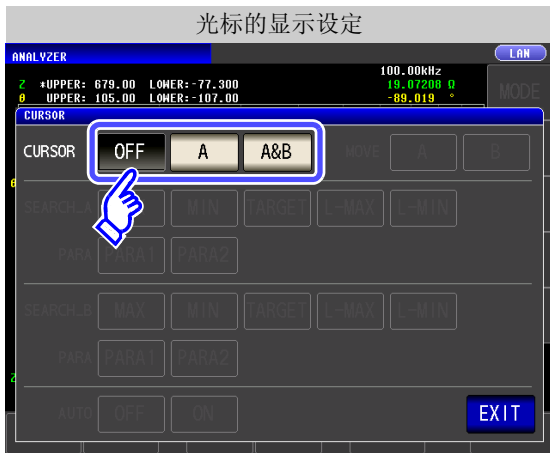 光标的显示设定
ANALYZER LAN
100.00kHz
Z *UPPER: 679.00 LOWER:-77.300 19.07208 Ω
θ UPPER: 105.00 LOWER:-107.00 -89.019 °
MODE
CURSOR
CURSOR OFF A A&B MOVE A B
θ
SEARCH_A MIN TARGET L-MAX L-MIN
PARA PARA1 PARA2
SEARCH_B MAX MIN TARGET L-MAX L-MIN
PARA PARA1 PARA2
Z
AUTO OFF ON EXIT